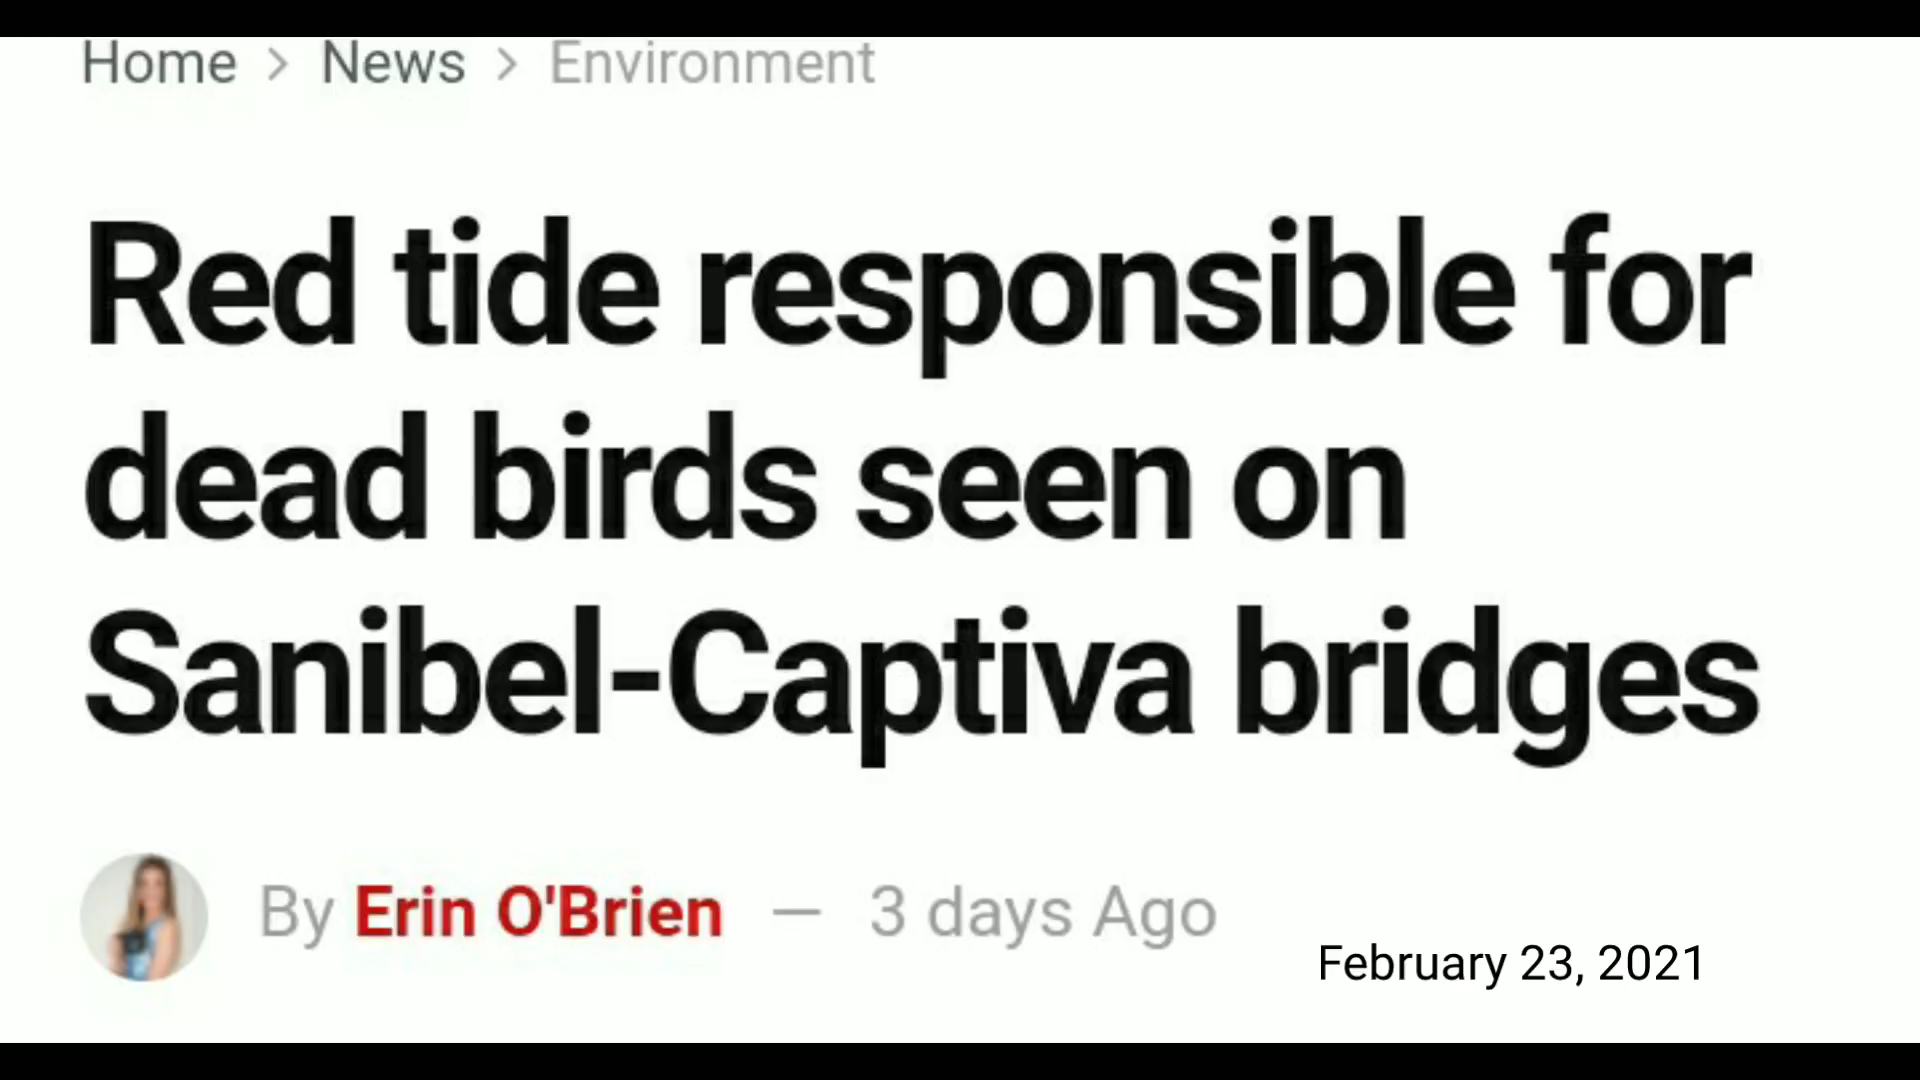 Home > News > Environment
Red tide responsible for
dead birds seen on
Sanibel-Captiva bridges
By Erin O'Brien — 3 days Ago
February 23, 2021